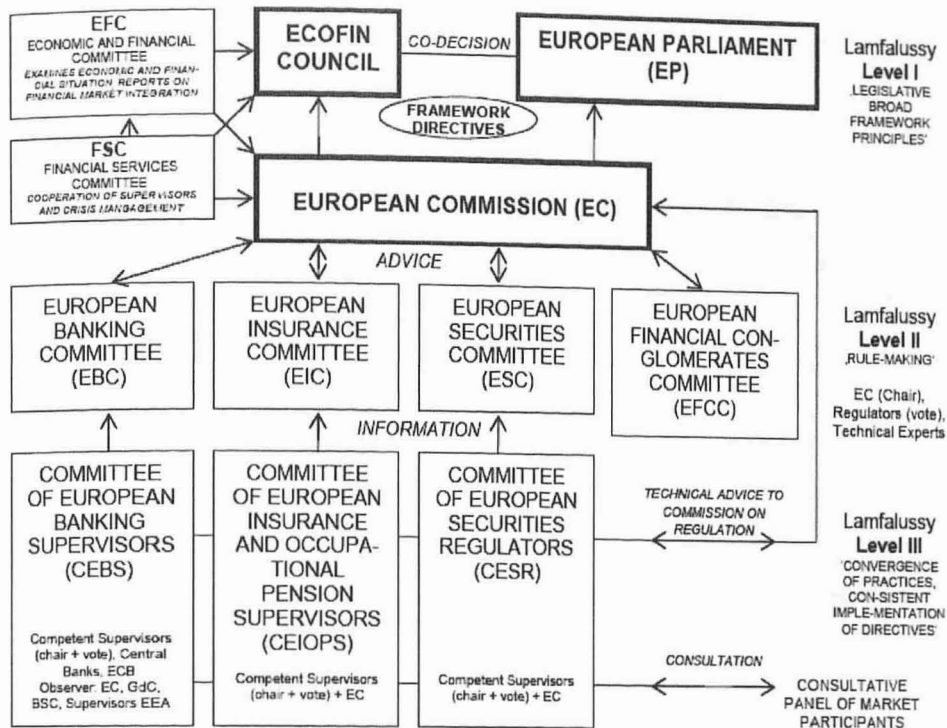 EFC
ECONOMIC AND FINANCIAL
COMMITTEE
EXAMINES ECONOMIC AND FINAN-
CIAL SITUATION REPORTS ON
FINANCIAL MARKET INTEGRATION
ECOFIN
COUNCIL
CO-DECISION
EUROPEAN PARLIAMENT
(EP)
Lamfalussy
Level I
‚LEGISLATIVE
BROAD
FRAMEWORK
PRINCIPLES'
FRAMEWORK
DIRECTIVES
FSC
FINANCIAL SERVICES
COMMITTEE
COOPERATION OF SUPERVISORS
AND CRISIS MANGAGEMENT
EUROPEAN COMMISSION (EC)
ADVICE
EUROPEAN
BANKING
COMMITTEE
(EBC)
EUROPEAN
INSURANCE
COMMITTEE
(EIC)
EUROPEAN
SECURITIES
COMMITTEE
(ESC)
EUROPEAN
FINANCIAL CON-
GLOMERATES
COMMITTEE
(EFCC)
Lamfalussy
Level II
‚RULE-MAKING'
EC (Chair),
Regulators (vote),
Technical Experts
INFORMATION
COMMITTEE
OF EUROPEAN
BANKING
SUPERVISORS
(CEBS)
Competent Supervisors
(chair + vote), Central
Banks, ECB
Observer: EC, GdC,
BSC, Supervisors EEA
COMMITTEE
OF EUROPEAN
INSURANCE
AND OCCUPA-
TIONAL
PENSION
SUPERVISORS
(CEIOPS)
Competent Supervisors
(chair + vote) + EC
COMMITTEE
OF EUROPEAN
SECURITIES
REGULATORS
(CESR)
Competent Supervisors
(chair + vote) + EC
TECHNICAL ADVICE TO
COMMISSION ON
REGULATION
Lamfalussy
Level III
'CONVERGENCE
OF PRACTICES,
CON-SISTENT
IMPLE-MENTATION
OF DIRECTIVES'
CONSULTATION
CONSULTATIVE
PANEL OF MARKET
PARTICIPANTS